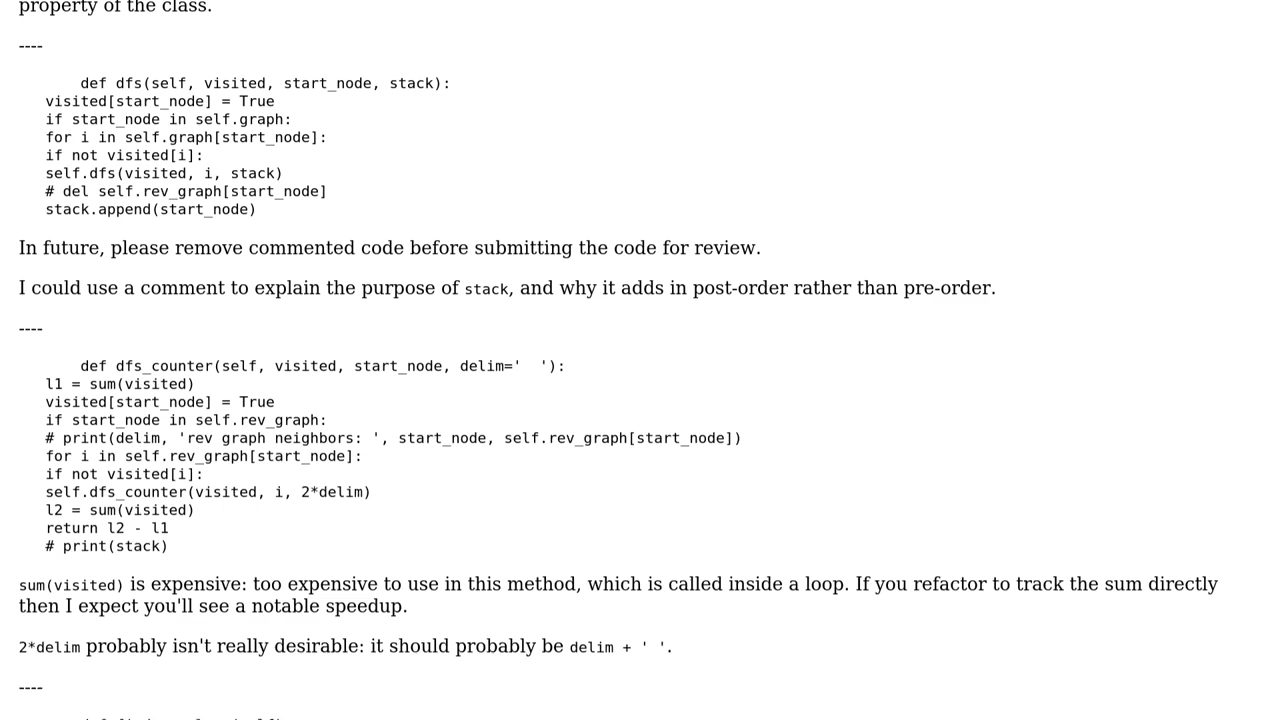 property of the class.
----
def dfs(self, visited, start_node, stack):
visited[start_node] = True
if start_node in self.graph:
for i in self.graph[start_node]:
if not visited[i]:
self.dfs(visited, i, stack)
# del self.rev_graph[start_node]
stack.append(start_node)
In future, please remove commented code before submitting the code for review.
I could use a comment to explain the purpose of stack, and why it adds in post-order rather than pre-order.
----
def dfs_counter(self, visited, start_node, delim='  '):
l1 = sum(visited)
visited[start_node] = True
if start_node in self.rev_graph:
# print(delim, 'rev graph neighbors: ', start_node, self.rev_graph[start_node])
for i in self.rev_graph[start_node]:
if not visited[i]:
self.dfs_counter(visited, i, 2*delim)
l2 = sum(visited)
return l2 - l1
# print(stack)
sum(visited) is expensive: too expensive to use in this method, which is called inside a loop. If you refactor to track the sum directly
then I expect you'll see a notable speedup.
2*delim probably isn't really desirable: it should probably be delim + ' '.
----